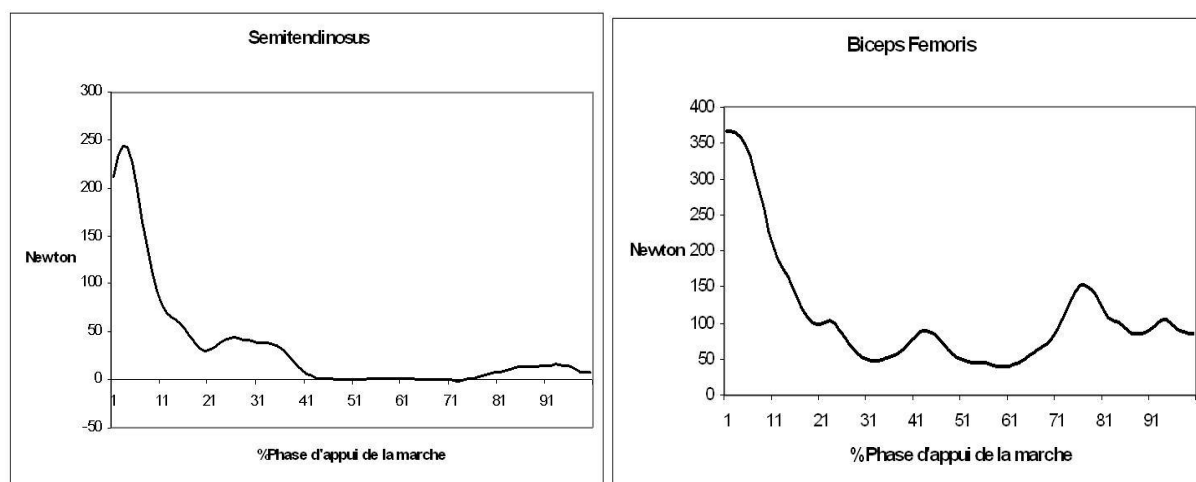 Semitendinosus
300
250
200
150
100
50
0
-50
Newton
1 11 21 31 41 51 61 71 81 91
%Phase d'appui de la marche
Biceps Femoris
400
350
300
250
200
150
100
50
0
Newton
1 11 21 31 41 51 61 71 81 91
%Phase d'appui de la marche